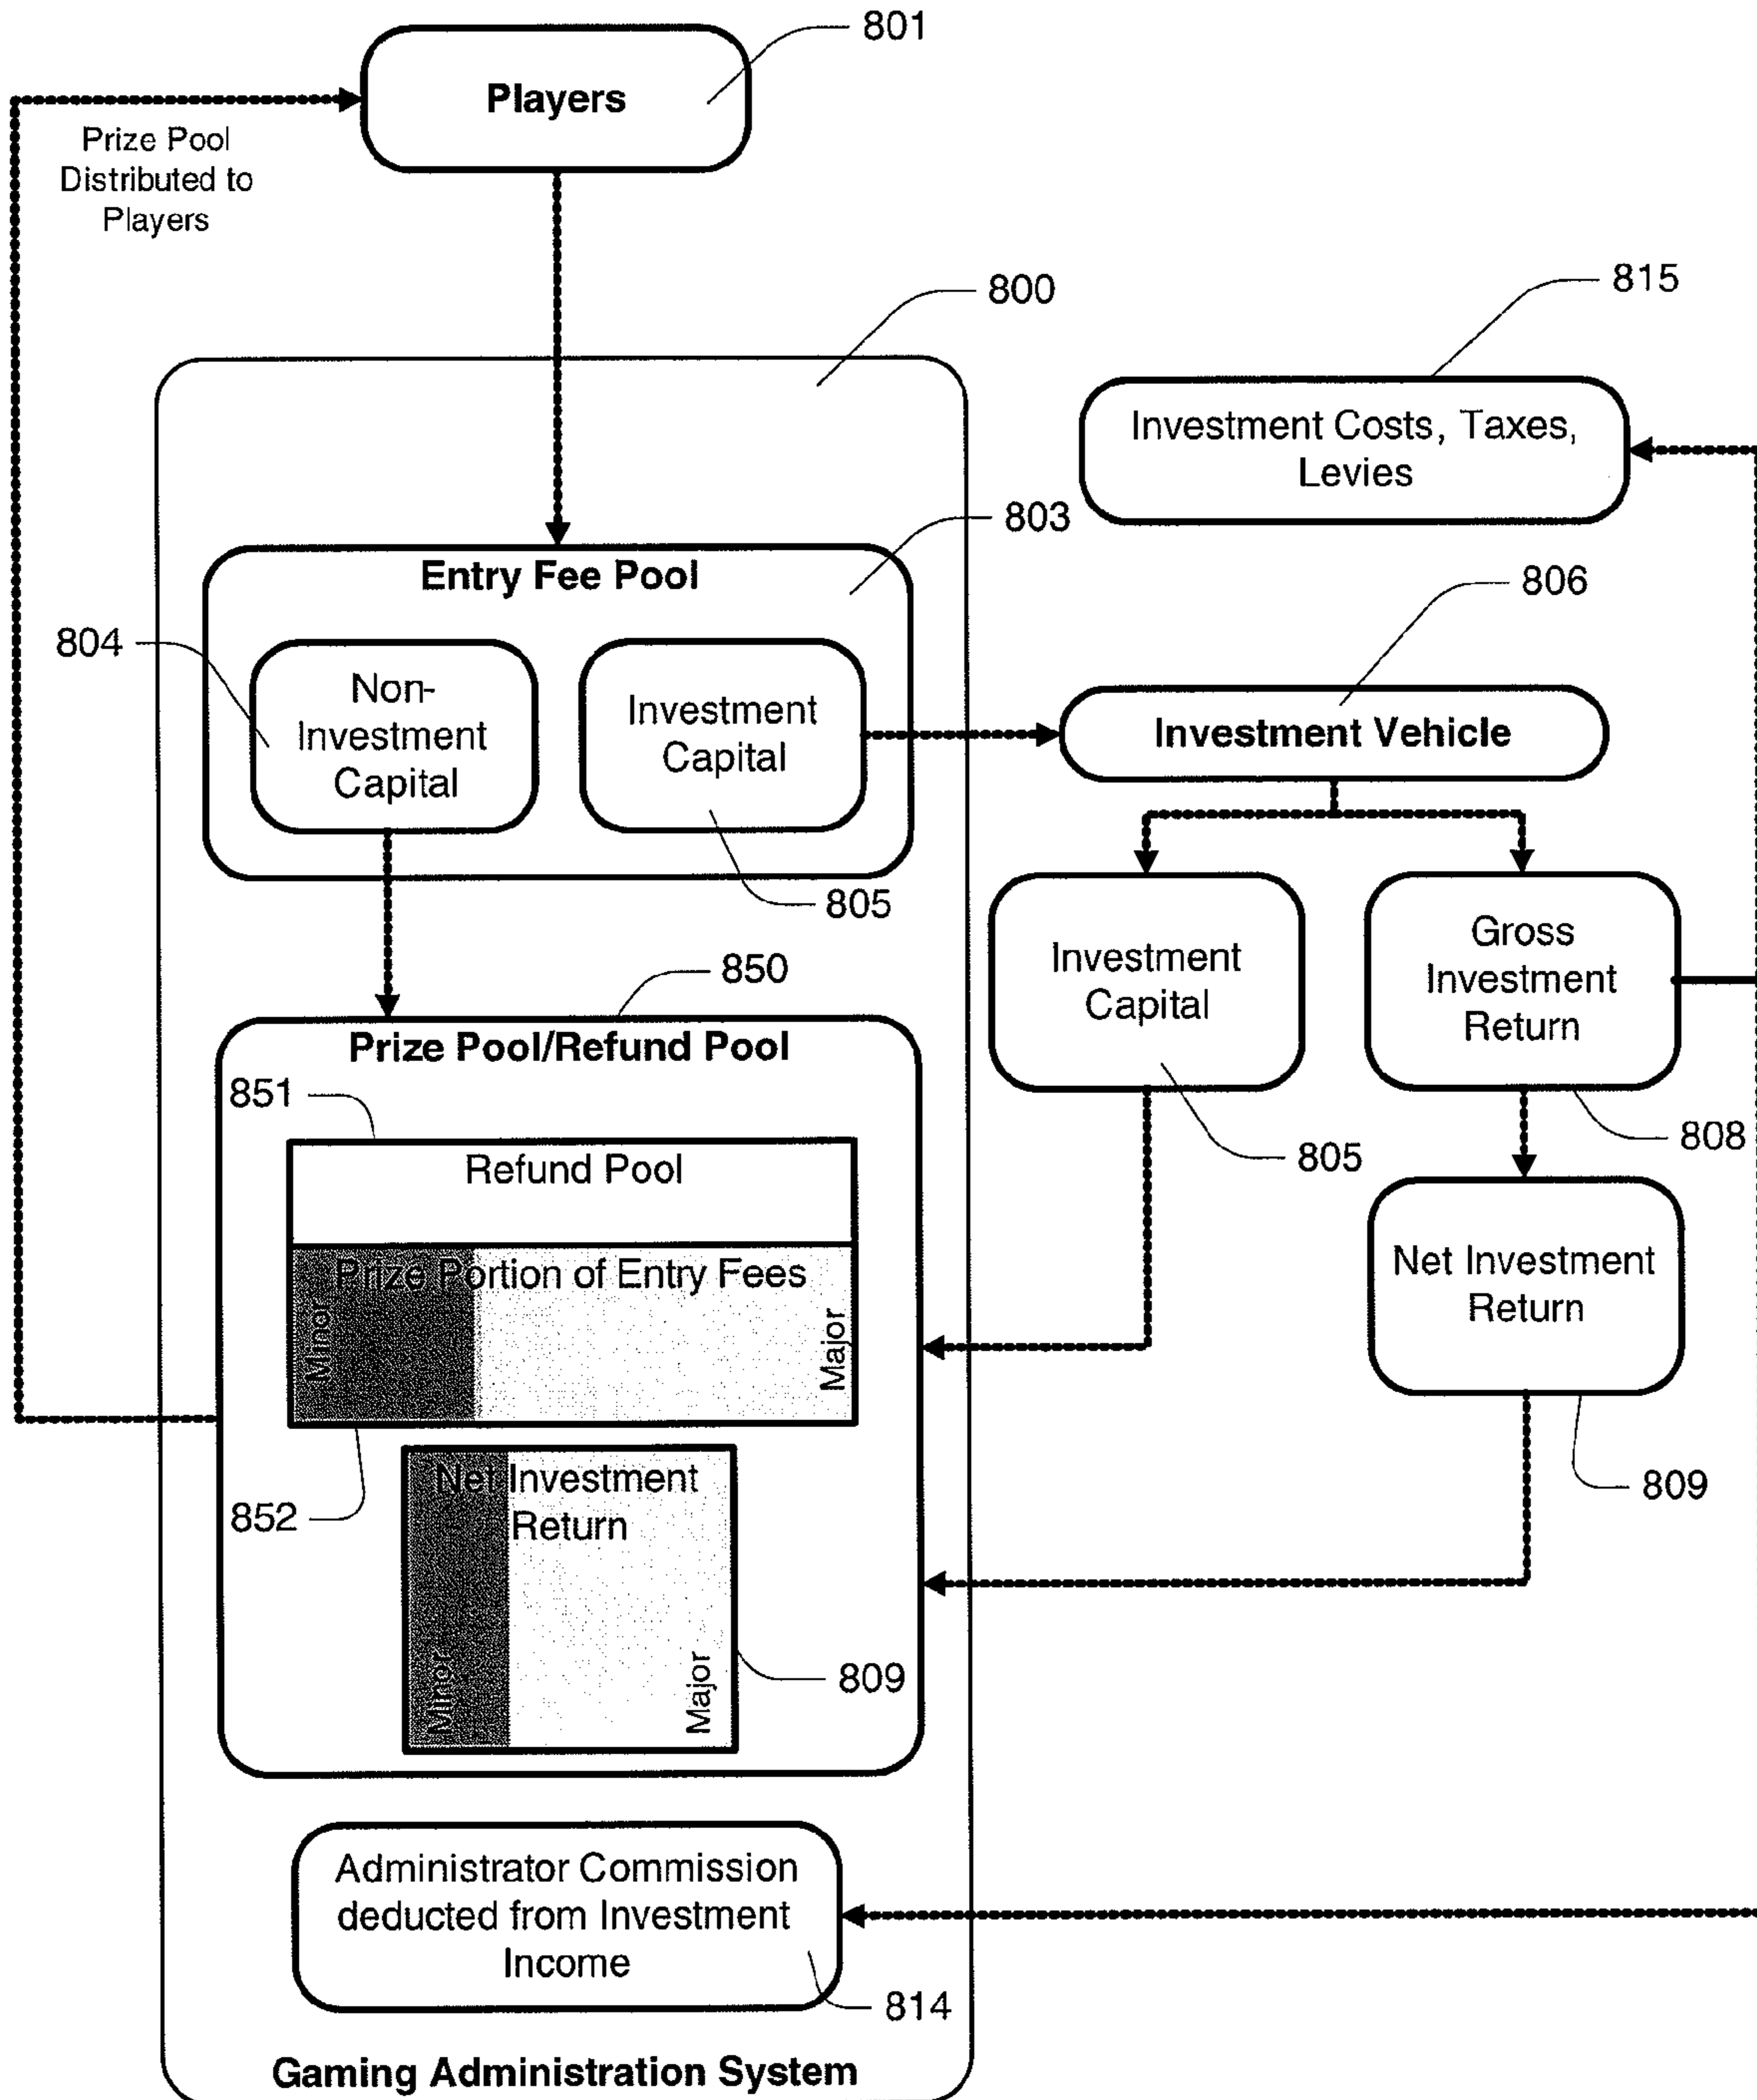 801
Players
Prize Pool
Distributed to
Players
800
815
Investment Costs, Taxes,
Levies
803
Entry Fee Pool
806
804
Non-
Investment
Capital
Investment
Capital
Investment Vehicle
805
850
Investment
Capital
Gross
Investment
Return
Prize Pool/Refund Pool
851
808
805
Refund Pool
Prize Portion of Entry Fees
Minor
Major
Net Investment
Return
852
Net Investment
Return
809
Minor
Major
809
Administrator Commission
deducted from Investment
Income
814
Gaming Administration System